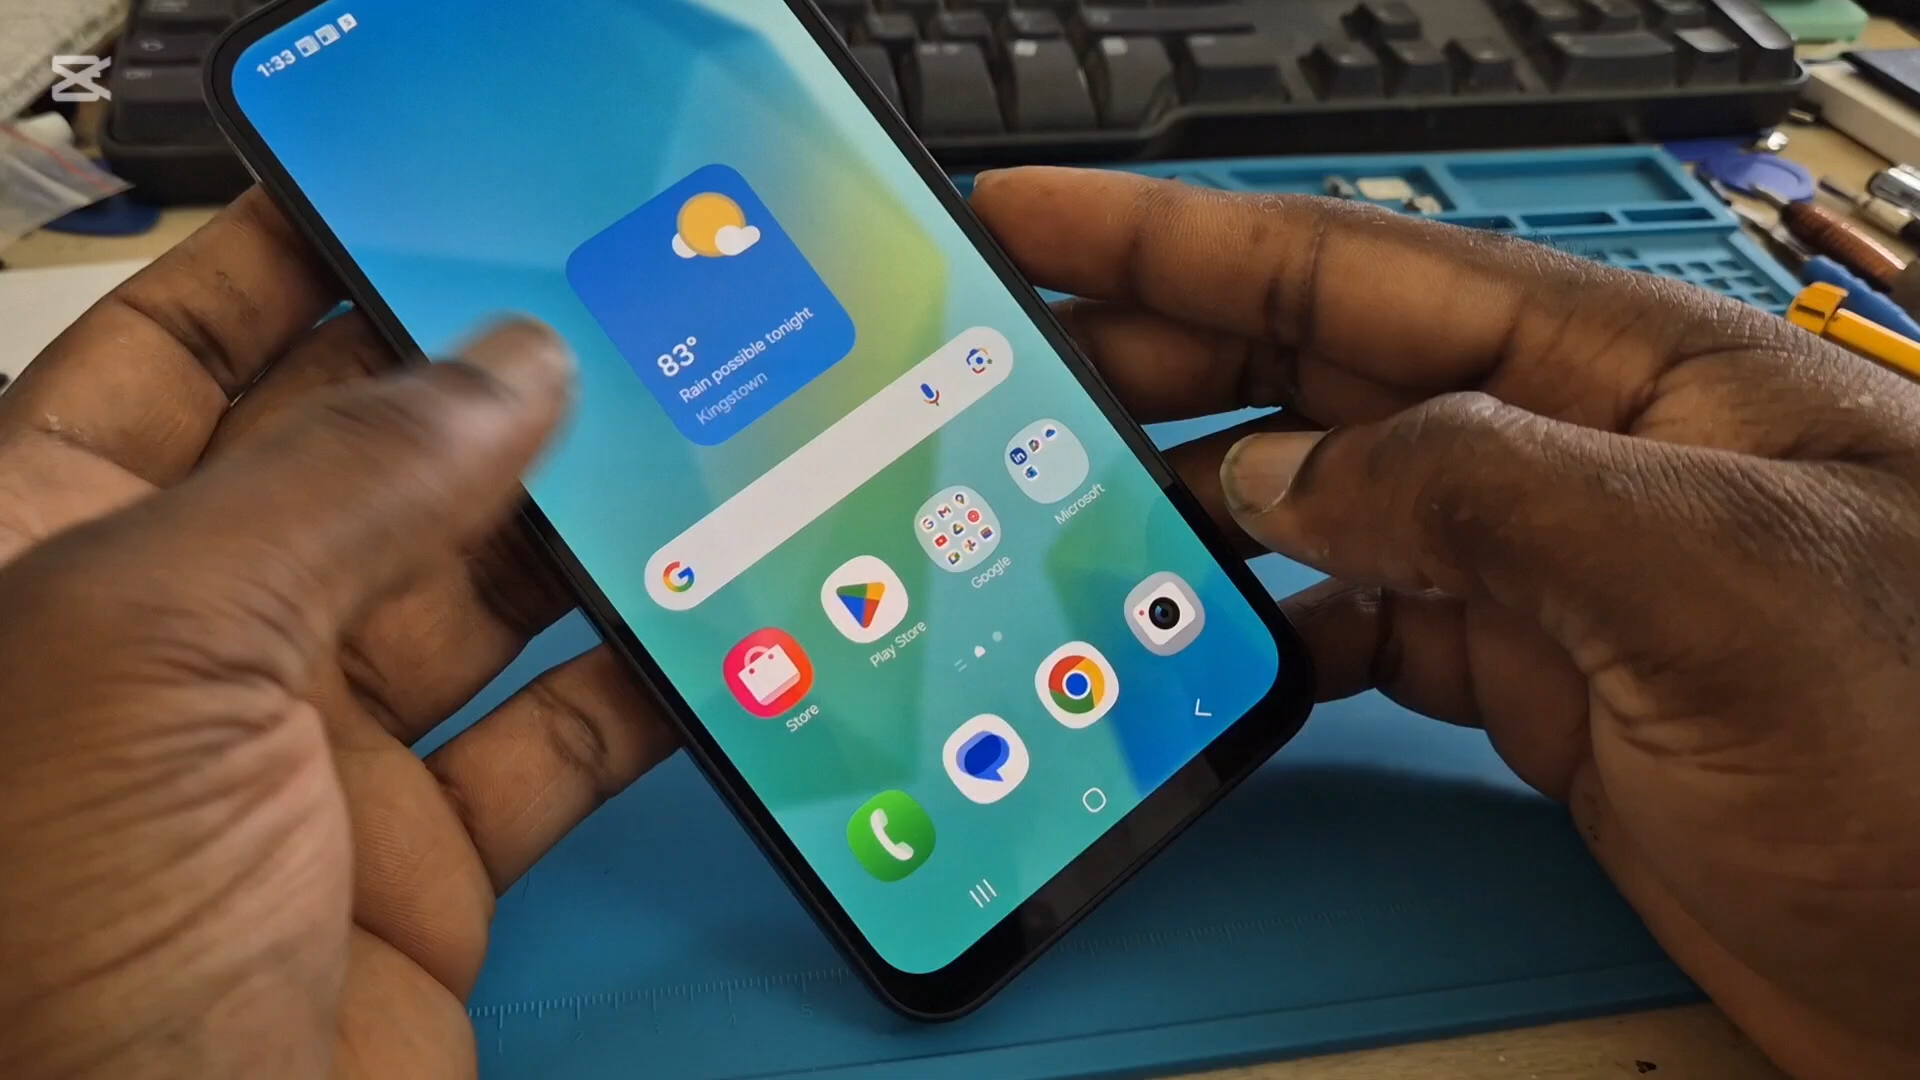 1:33
83°
Rain possible tonight
Kingstown
Microsoft
Google
Play Store
Store